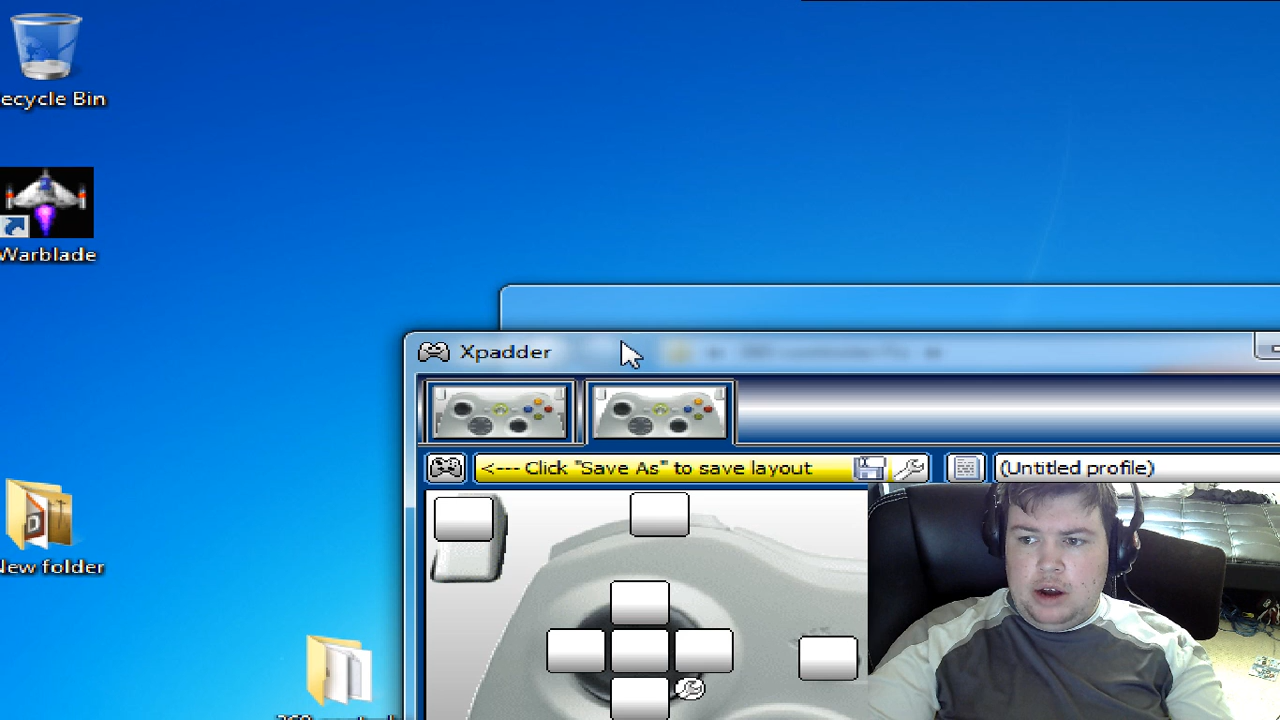 ecycle Bin
Warblade
Xpadder
<--- Click "Save As" to save layout
(Untitled profile)
New folder